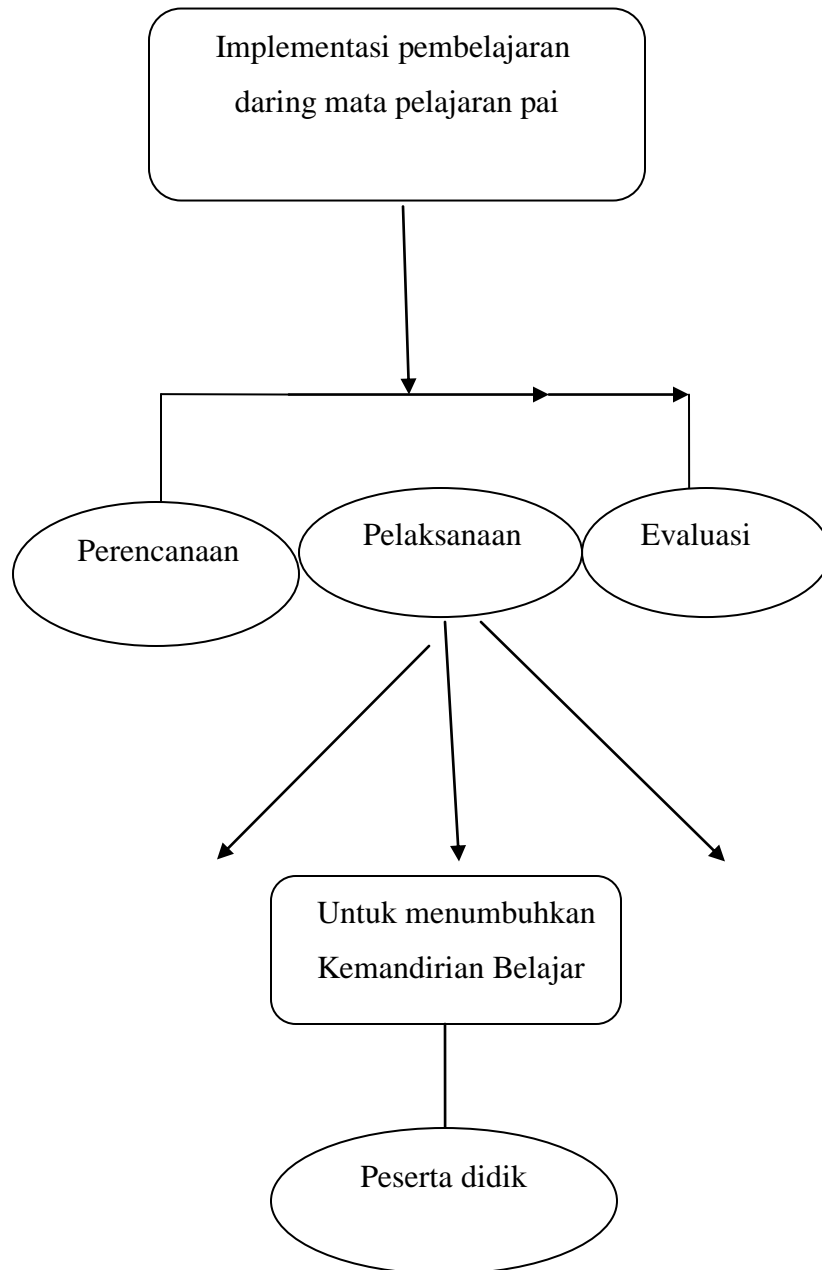 Implementasi pembelajaran
daring mata pelajaran pai
Perencanaan
Pelaksanaan
Evaluasi
Untuk menumbuhkan
Kemandirian Belajar
Peserta didik